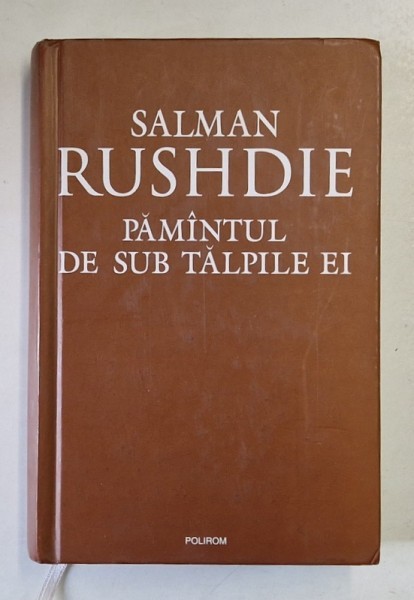 SALMAN
RUSHDIE
PĂMÎNTUL
DE SUB TĂLPILE EI
POLIROM